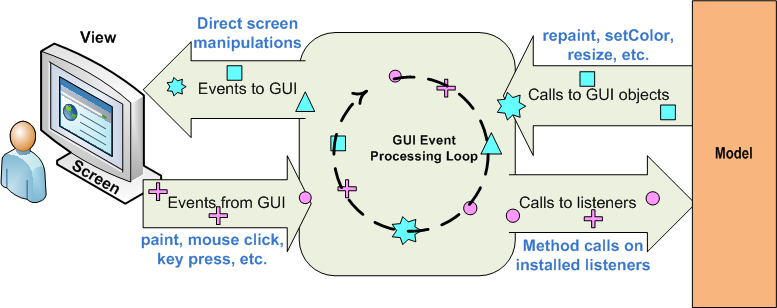 View
Direct screen
manipulations
Events to GUI
Screen
Events from GUI
paint, mouse click,
key press, etc.
GUI Event
Processing Loop
repaint, setColor,
resize, etc.
Calls to GUI objects
Calls to listeners
Method calls on
installed listeners
Model